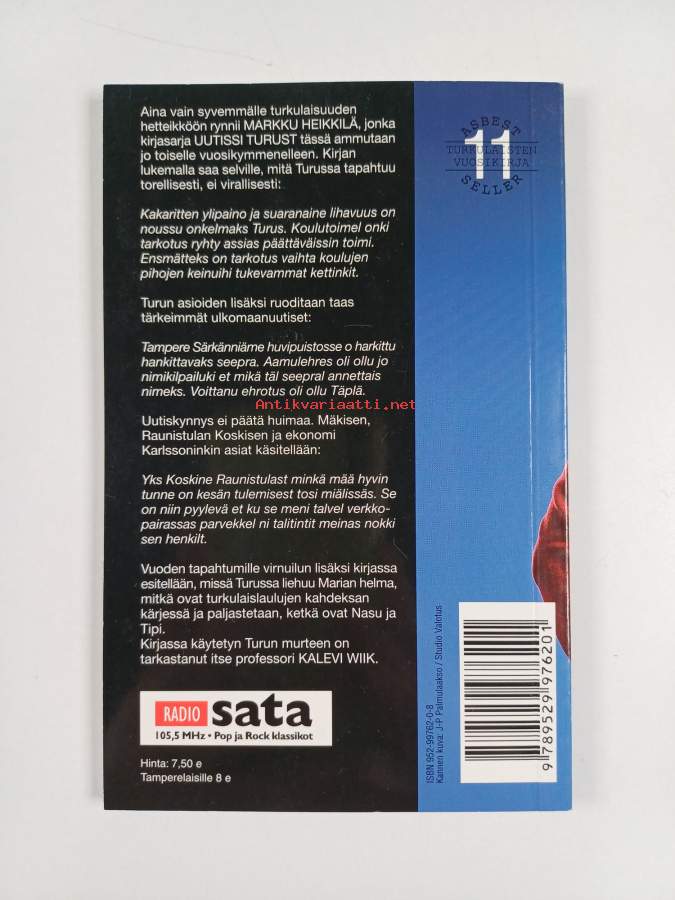 Aina vain syvemmälle turkulaisuuden
hetteikköön rynnii MARKKU HEIKKILÄ, jonka
kirjasarja UUTISSI TURUST tässä ammutaan
jo toiselle vuosikymmenelleen. Kirjan
lukemalla saa selville, mitä Turussa tapahtuu
torellisesti, ei virallisesti:
Kakaritten ylipaino ja suaranaine lihavuus on
noussu onkelmaks Turus. Koulutoimel onki
tarkotus ryhty assias päättäväissin toimi.
Ensmätteks on tarkotus vaihta koulujen
pihojen keinuihi tukevammat kettinkit.
Turun asioiden lisäksi ruoditaan taas
tärkeimmät ulkomaanuutiset:
Tampere Särkänniäme huvipuistosse o harkittu
hankittavaks seepra. Aamulehres oli ollu jo
nimikilpailuki et mikä täl seepral annettais
nimeks. Voittanu ehrotus oli ollu Täplä.
Antikvariaatti.net
Uutiskynnys ei päätä huimaa. Mäkisen,
Raunistulan Koskisen ja ekonomi
Karlssoninkin asiat käsitellään:
Yks Koskine Raunistulast minkä mää hyvin
tunne on kesän tulemisest tosi miälissäs. Se
on niin pyylevä et ku se meni talvel verkko-
pairassas parvekkel ni talitintit meinas nokki
sen henkilt.
Vuoden tapahtumille virnuilun lisäksi kirjassa
esitellään, missä Turussa liehuu Marian helma,
mitkä ovat turkulaislaulujen kahdeksan
kärjessä ja paljastetaan, ketkä ovat Nasu ja
Tipi.
Kirjassa käytetyn Turun murteen on
tarkastanut itse professori KALEVI WIIK.
RADIO sata
105,5 MHz • Pop ja Rock klassikot
Hinta: 7,50 e
Tamperelaisille 8 e
ASBEST
11
TURKULAISTEN
VUOSIKIRJA
SELLER
ISBN 952-99762-0-8
Kannen kuva: J-P Palmulaakso / Studio Valotus
9 789529 976201